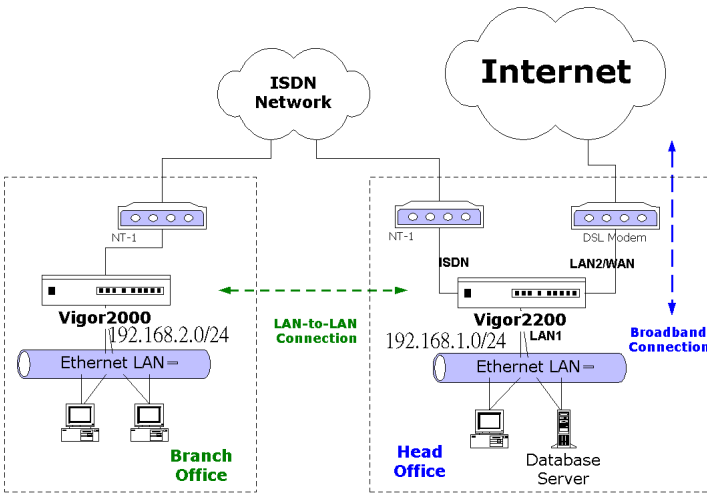 Internet
ISDN
Network
NT-1
NT-1
DSL Modem
ISDN
LAN2/WAN
Vigor2000
Vigor2200
LAN-to-LAN
Connection
Broadband
Connection
192.168.2.0/24
192.168.1.0/24
LAN1
Ethernet LAN
Ethernet LAN
Branch
Office
Head
Office
Database
Server